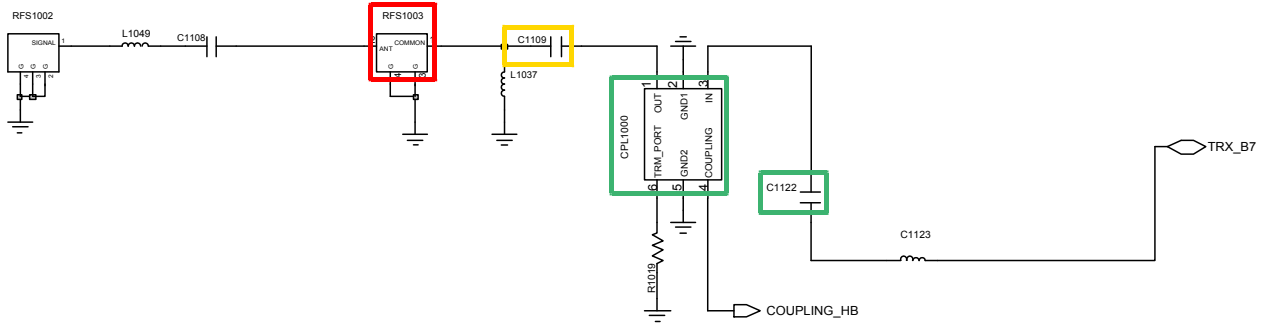 RFS1002
SIGNAL
1
G
G
G
4
3
2
L1049
C1108
RFS1003
2
ANT
COMMON
1
G
G
4
3
C1109
L1037
CPL1000
1
2
3
OUT
GND1
IN
TRM_PORT
GND2
COUPLING
6
5
4
R1019
C1122
C1123
TRX_B7
COUPLING_HB